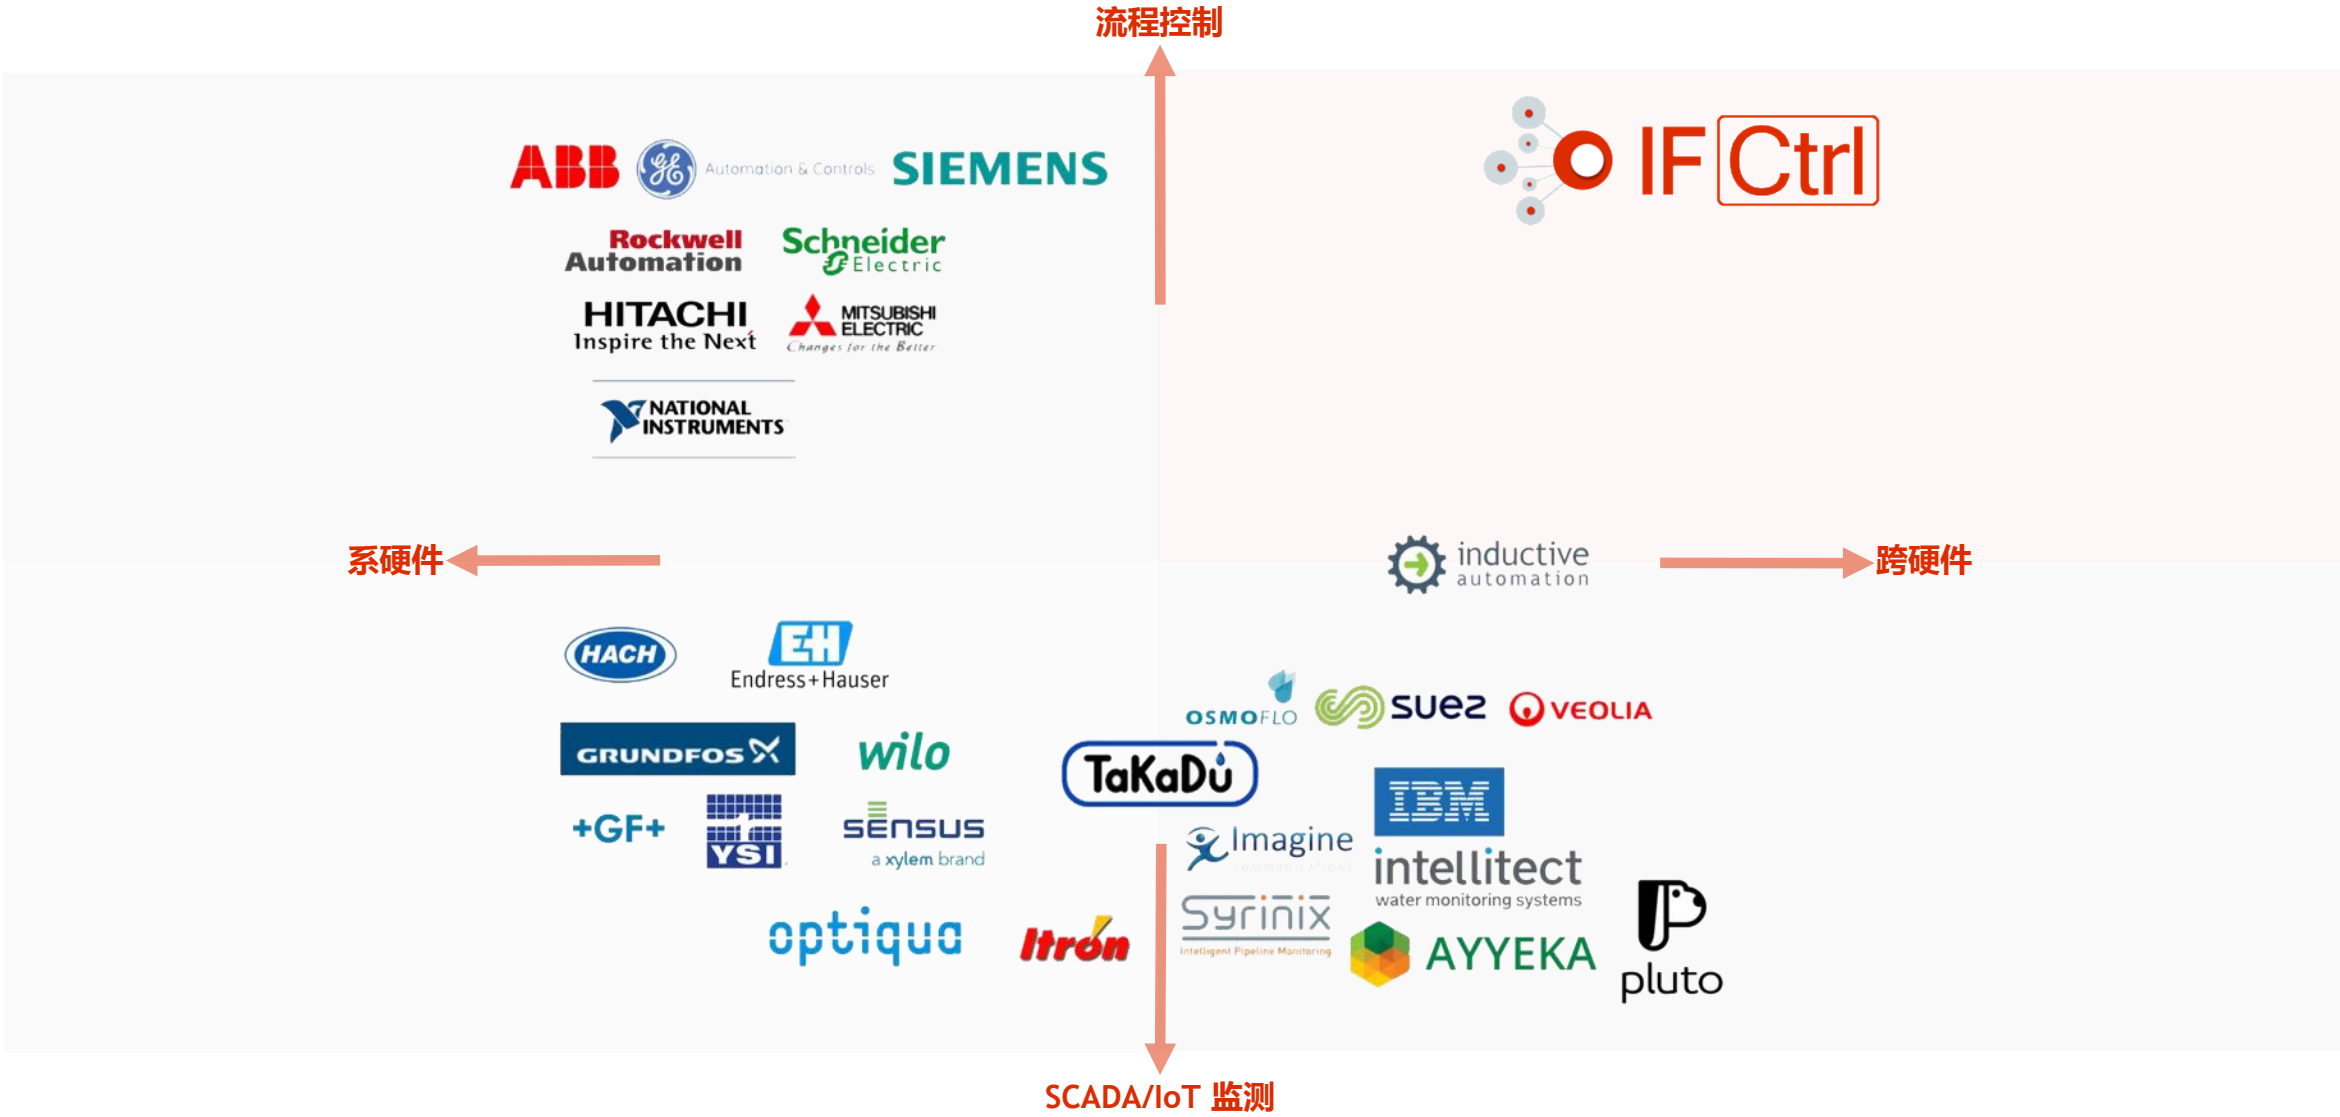 流程控制
ABB
GE Automation & Controls
SIEMENS
IF Ctrl
Rockwell
Automation
Schneider
Electric
HITACHI
Inspire the Next
MITSUBISHI
ELECTRIC
Changes for the Better
NATIONAL
INSTRUMENTS
系硬件
inductive
automation
跨硬件
HACH
EH
Endress+Hauser
OSMOFLO
suez
VEOLIA
GRUNDFOS
wilo
TaKaDu
IBM
+GF+
YSI
sensus
a xylem brand
Imagine
COMMUNICATIONS
intellitect
water monitoring systems
Syrinix
Intelligent Pipeline Monitoring
optiqua
Itron
AYYEKA
pluto
SCADA/IoT 监测